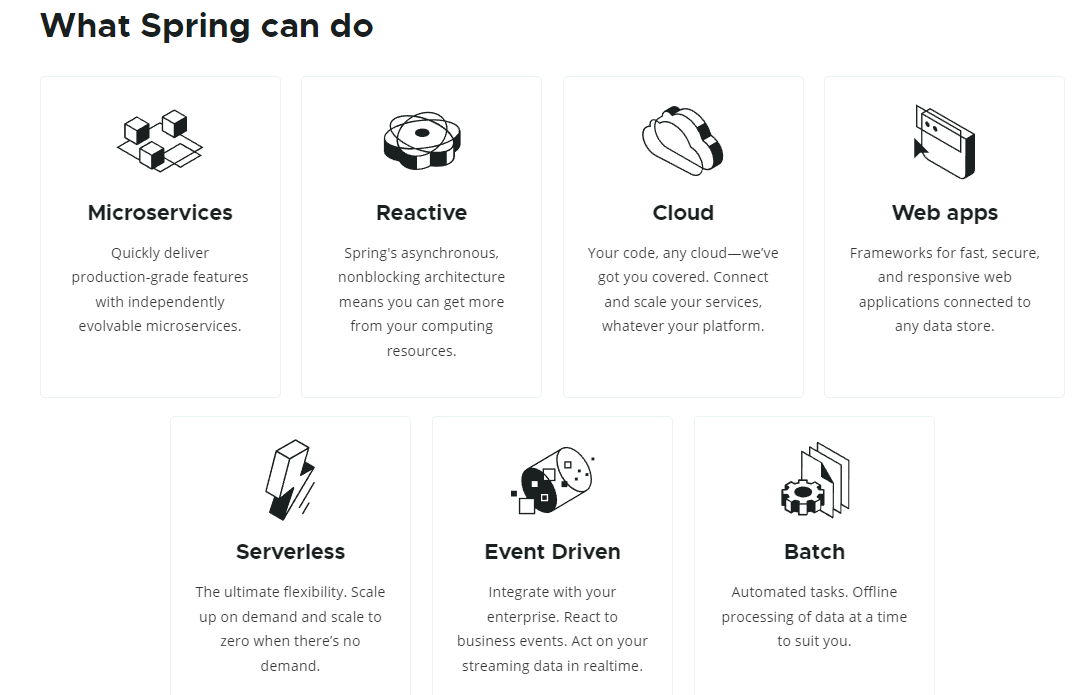 What Spring can do
Microservices
Quickly deliver
production-grade features
with independently
evolvable microservices.
Reactive
Spring's asynchronous,
nonblocking architecture
means you can get more
from your computing
resources.
Cloud
Your code, any cloud—we’ve
got you covered. Connect
and scale your services,
whatever your platform.
Web apps
Frameworks for fast, secure,
and responsive web
applications connected to
any data store.
Serverless
The ultimate flexibility. Scale
up on demand and scale to
zero when there’s no
demand.
Event Driven
Integrate with your
enterprise. React to
business events. Act on your
streaming data in realtime.
Batch
Automated tasks. Offline
processing of data at a time
to suit you.